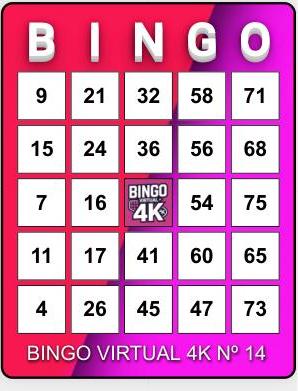 BINGO
9 21 32 58 71
15 24 36 56 68
7 16 BINGO VIRTUAL 4K 54 75
11 17 41 60 65
4 26 45 47 73
BINGO VIRTUAL 4K Nº 14